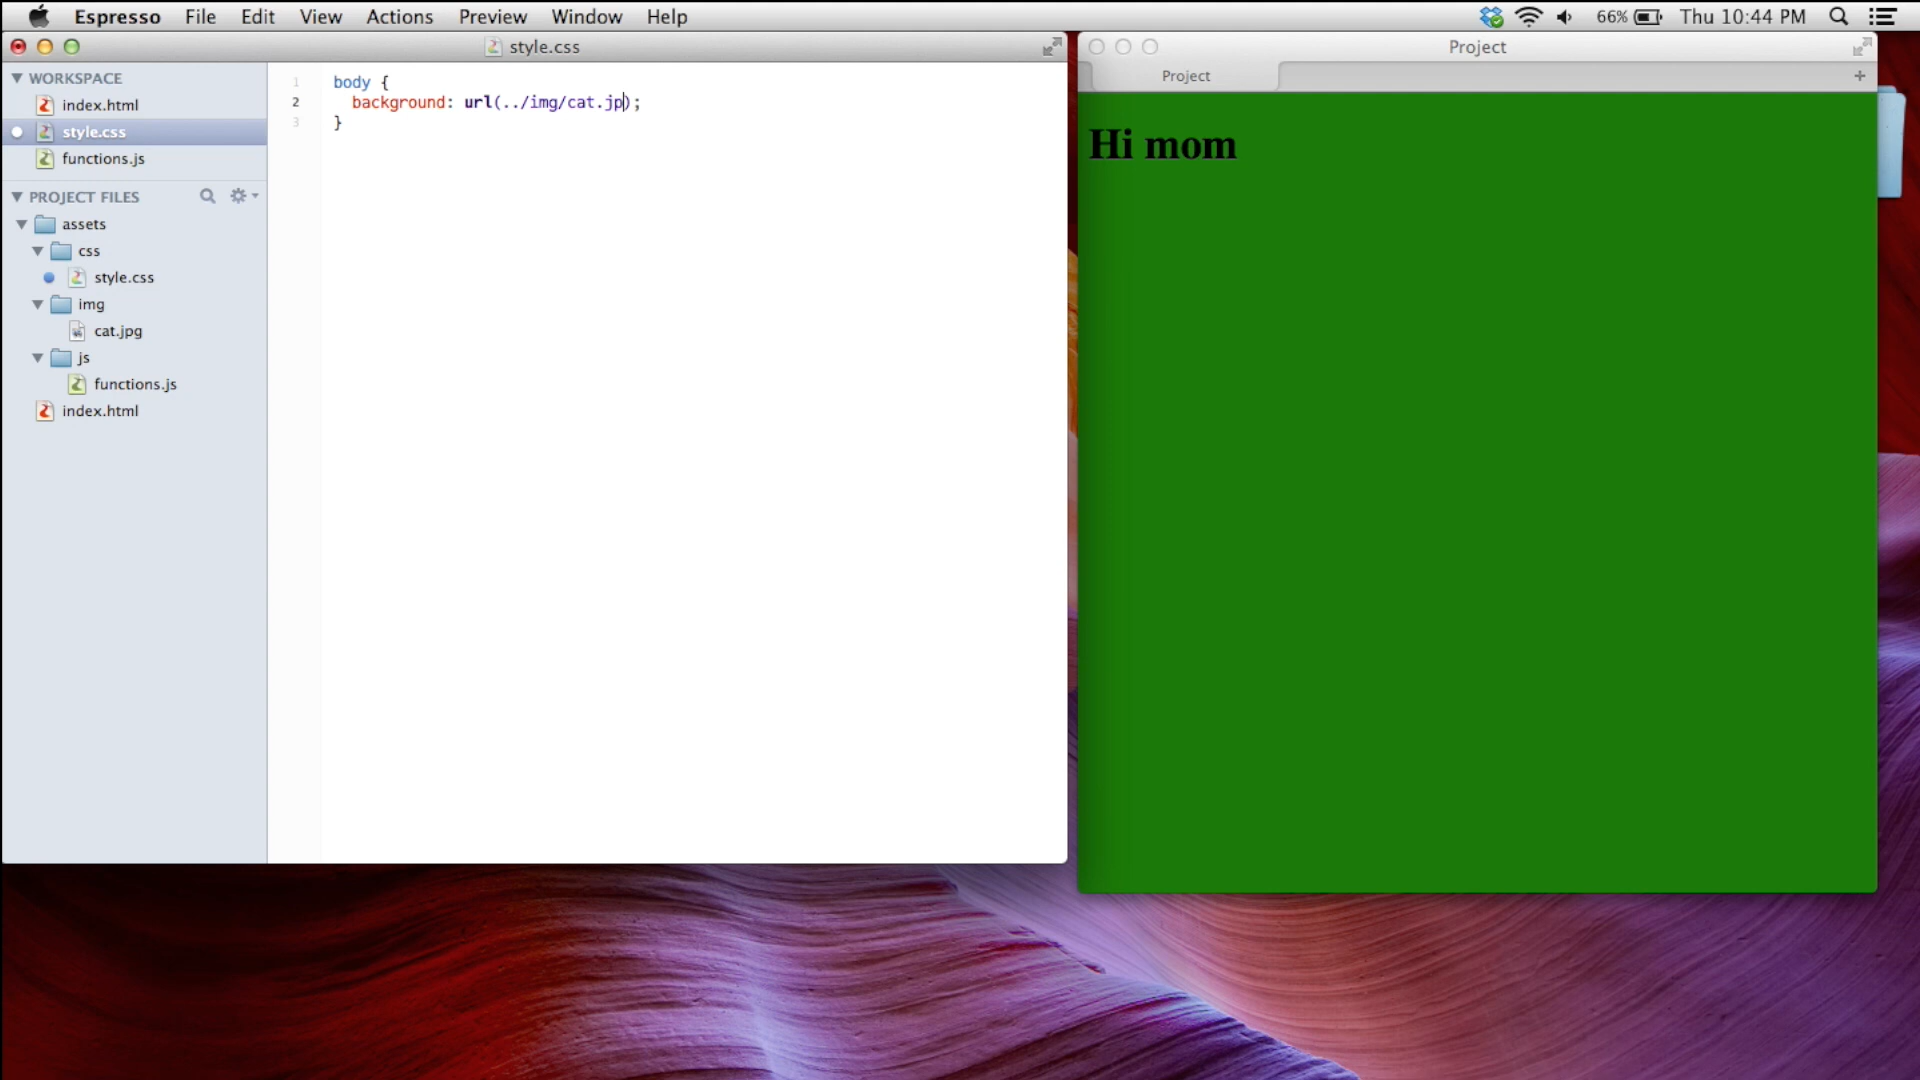 Espresso File Edit View Actions Preview Window Help 66% Thu 10:44 PM
style.css
WORKSPACE
index.html
style.css
functions.js
PROJECT FILES
assets
css
style.css
img
cat.jpg
js
functions.js
index.html
1 body {
2 background: url(../img/cat.jp);
3 }
Project
Project +
Hi mom